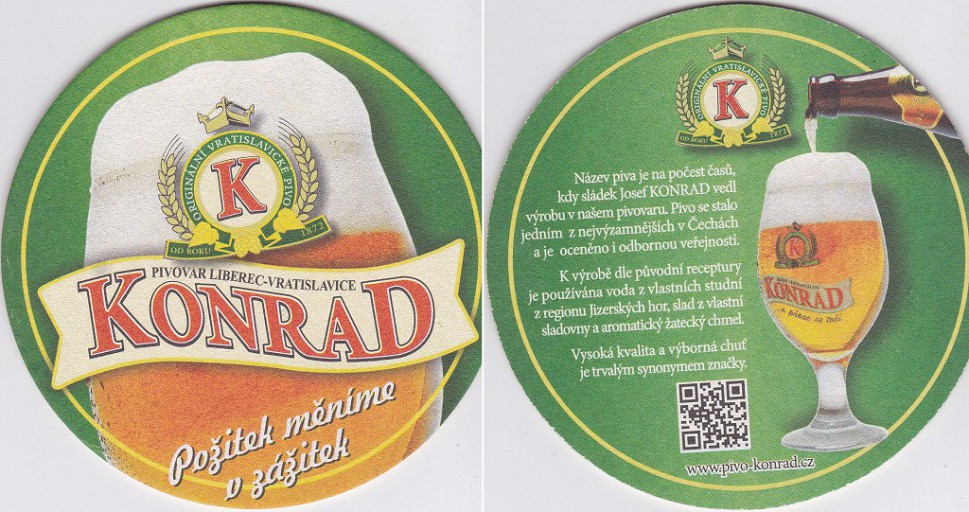 ORIGINÁLNÍ VRATISLAVICKÉ PIVO
K
OD ROKU 1872
PIVOVAR LIBEREC-VRATISLAVICE
KONRAD
Požitek měníme
v zážitek
ORIGINÁLNÍ VRATISLAVICKÉ PIVO
K
OD ROKU 1872
Název piva je na počest časů,
kdy sládek Josef KONRAD vedl
výrobu v našem pivovaru. Pivo se stalo
jedním z nejvýzamnějších v Čechách
a je oceněno i odbornou veřejností.
K výrobě dle původní receptury
je používána voda z vlastních studní
z regionu Jizerských hor, slad z vlastní
sladovny a aromatický žatecký chmel.
Vysoká kvalita a výborná chuť
je trvalým synonymem značky.
K
KONRAD
www.pivo-konrad.cz